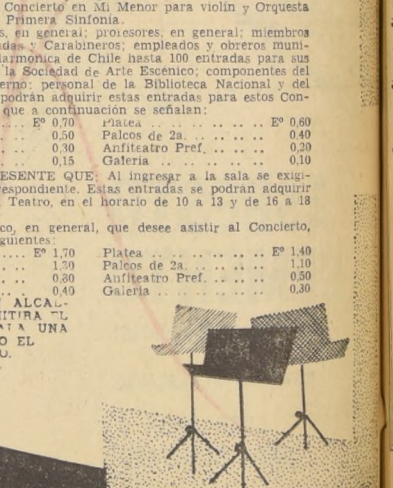 Concierto en Mi Menor para violín y Orquesta
Primera Sinfonía.
s, en general; profesores, en general; miembros
adas y Carabineros; empleados y obreros muni-
larmónica de Chile hasta 100 entradas para sus
la Sociedad de Arte Escénico; componentes del
erno; personal de la Biblioteca Nacional y del
podrán adquirir estas entradas para estos Con-
que a continuación se señalan:
.... Eº 0,70 Platea .. .. .. .. .. Eº 0,60
.. .. 0,50 Palcos de 2a. .. .. .. .. 0,40
.. .. 0,30 Anfiteatro Pref. .. .. .. 0,20
.. .. 0,15 Galería .. .. .. .. .. 0,10
ESENTE QUE: Al ingresar a la sala se exigi-
respondiente. Estas entradas se podrán adquirir
Teatro, en el horario de 10 a 13 y de 16 a 18
co, en general, que desee asistir al Concierto,
guientes:
.... Eº 1,70 Platea .. .. .. .. .. Eº 1,40
.. .. 1,30 Palcos de 2a. .. .. .. .. 1,10
.. .. 0,80 Anfiteatro Pref. .. .. .. 0,50
.. .. 0,40 Galería .. .. .. .. .. 0,30
ALCAL-
MITIRA EL
ALA UNA
O EL
O.